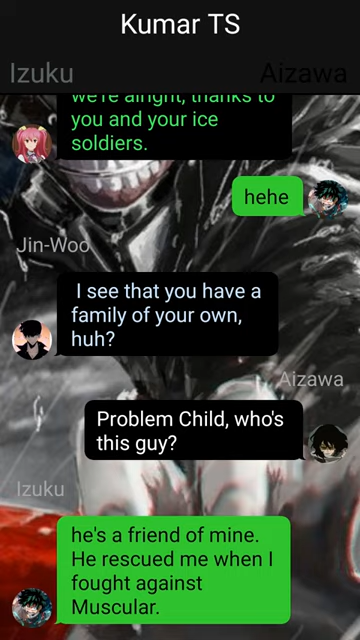 Kumar TS
Izuku
Aizawa
we're alright, thanks to
you and your ice
soldiers.
hehe
Jin-Woo
I see that you have a
family of your own,
huh?
Aizawa
Problem Child, who's
this guy?
Izuku
he's a friend of mine.
He rescued me when I
fought against
Muscular.